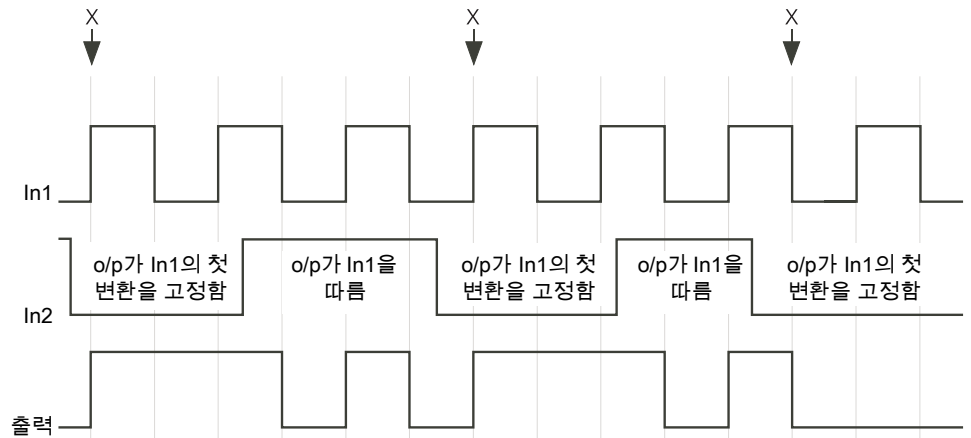 X
X
X
In1
o/p가 In1의 첫
변환을 고정함
o/p가 In1을
따름
o/p가 In1의 첫
변환을 고정함
o/p가 In1을
따름
o/p가 In1의 첫
변환을 고정함
In2
출력